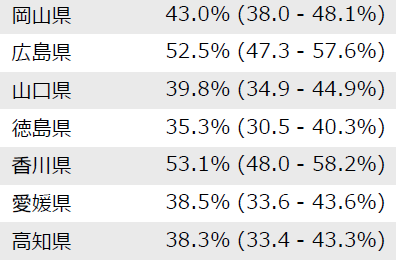 岡山県 43.0% (38.0 - 48.1%)
広島県 52.5% (47.3 - 57.6%)
山口県 39.8% (34.9 - 44.9%)
徳島県 35.3% (30.5 - 40.3%)
香川県 53.1% (48.0 - 58.2%)
愛媛県 38.5% (33.6 - 43.6%)
高知県 38.3% (33.4 - 43.3%)